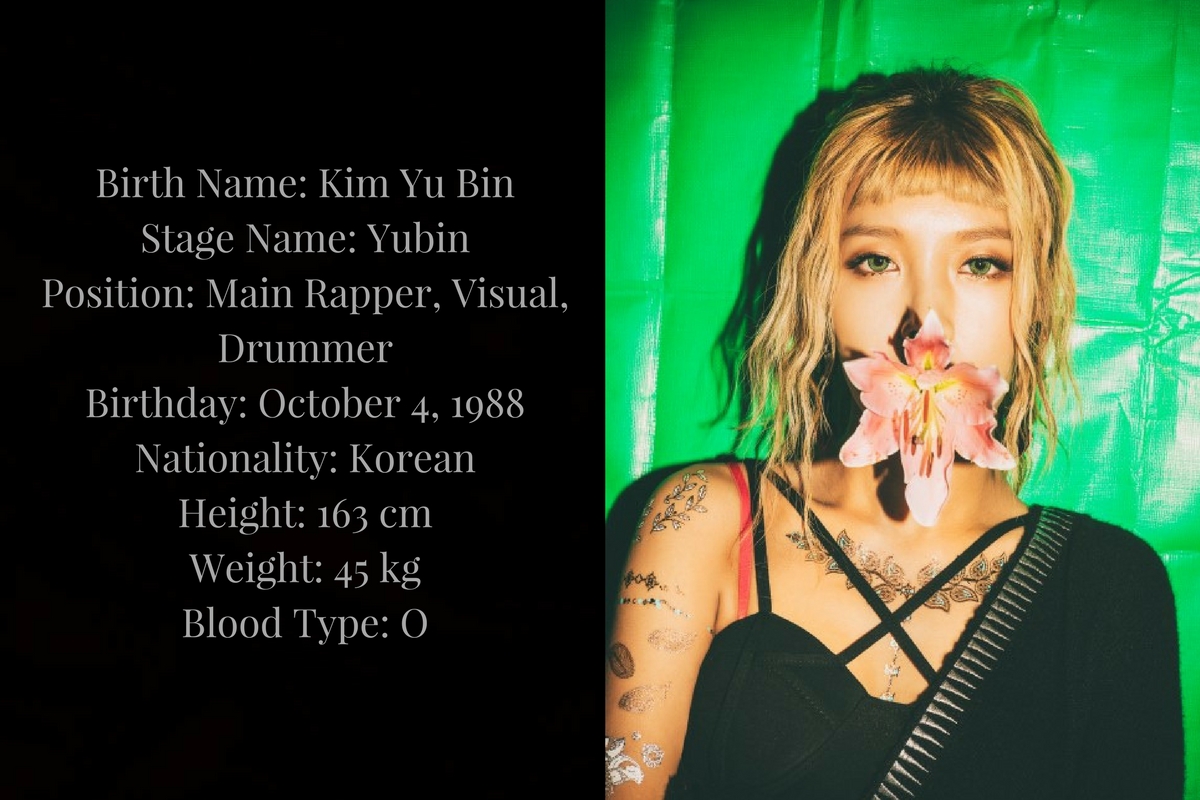 Birth Name: Kim Yu Bin
Stage Name: Yubin
Position: Main Rapper, Visual,
Drummer
Birthday: October 4, 1988
Nationality: Korean
Height: 163 cm
Weight: 45 kg
Blood Type: O